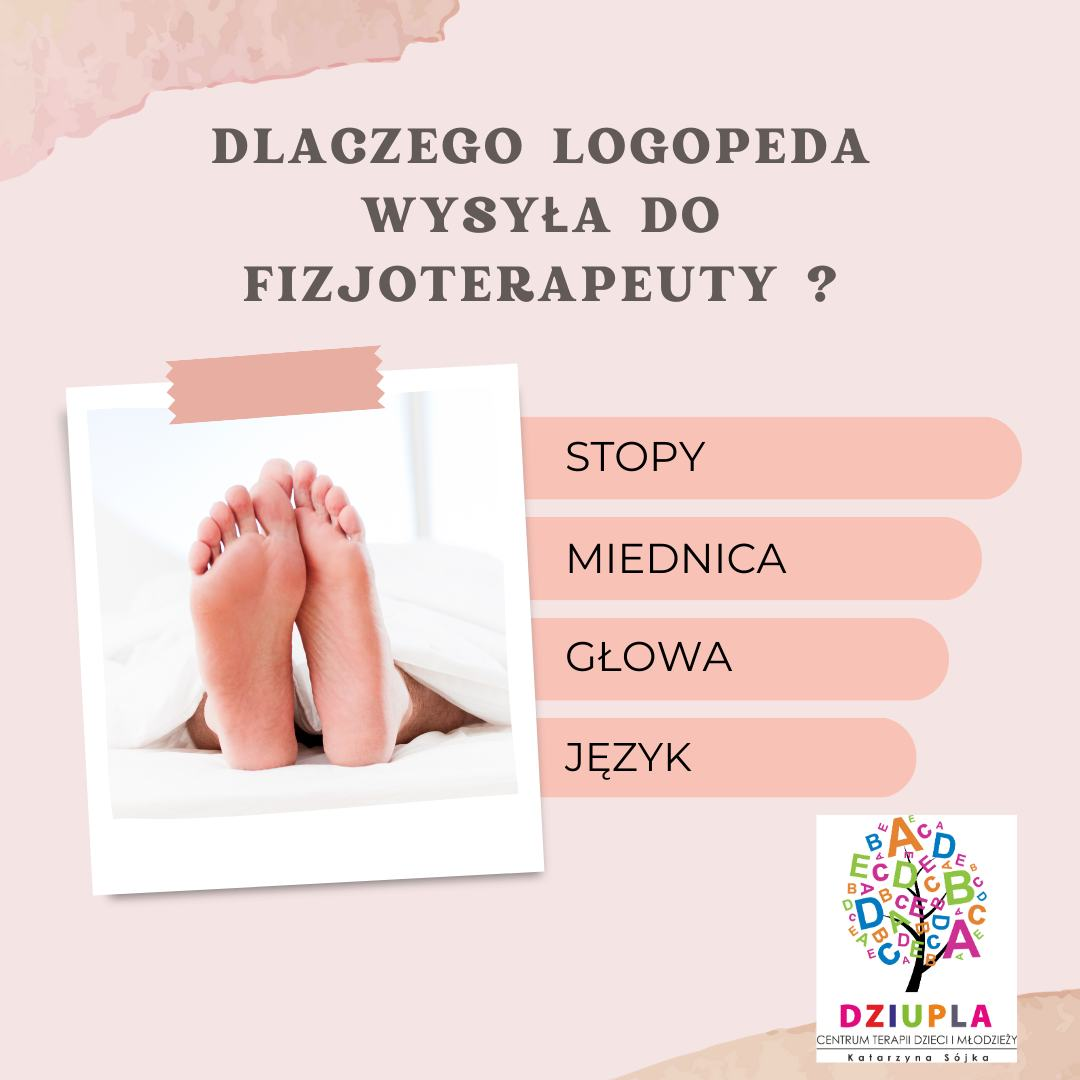 DLACZEGO LOGOPEDA
WYSYŁA DO
FIZJOTERAPEUTY ?
STOPY
MIEDNICA
GŁOWA
JĘZYK
DZIUPLA
CENTRUM TERAPII DZIECI I MŁODZIEŻY
Katarzyna Sójka